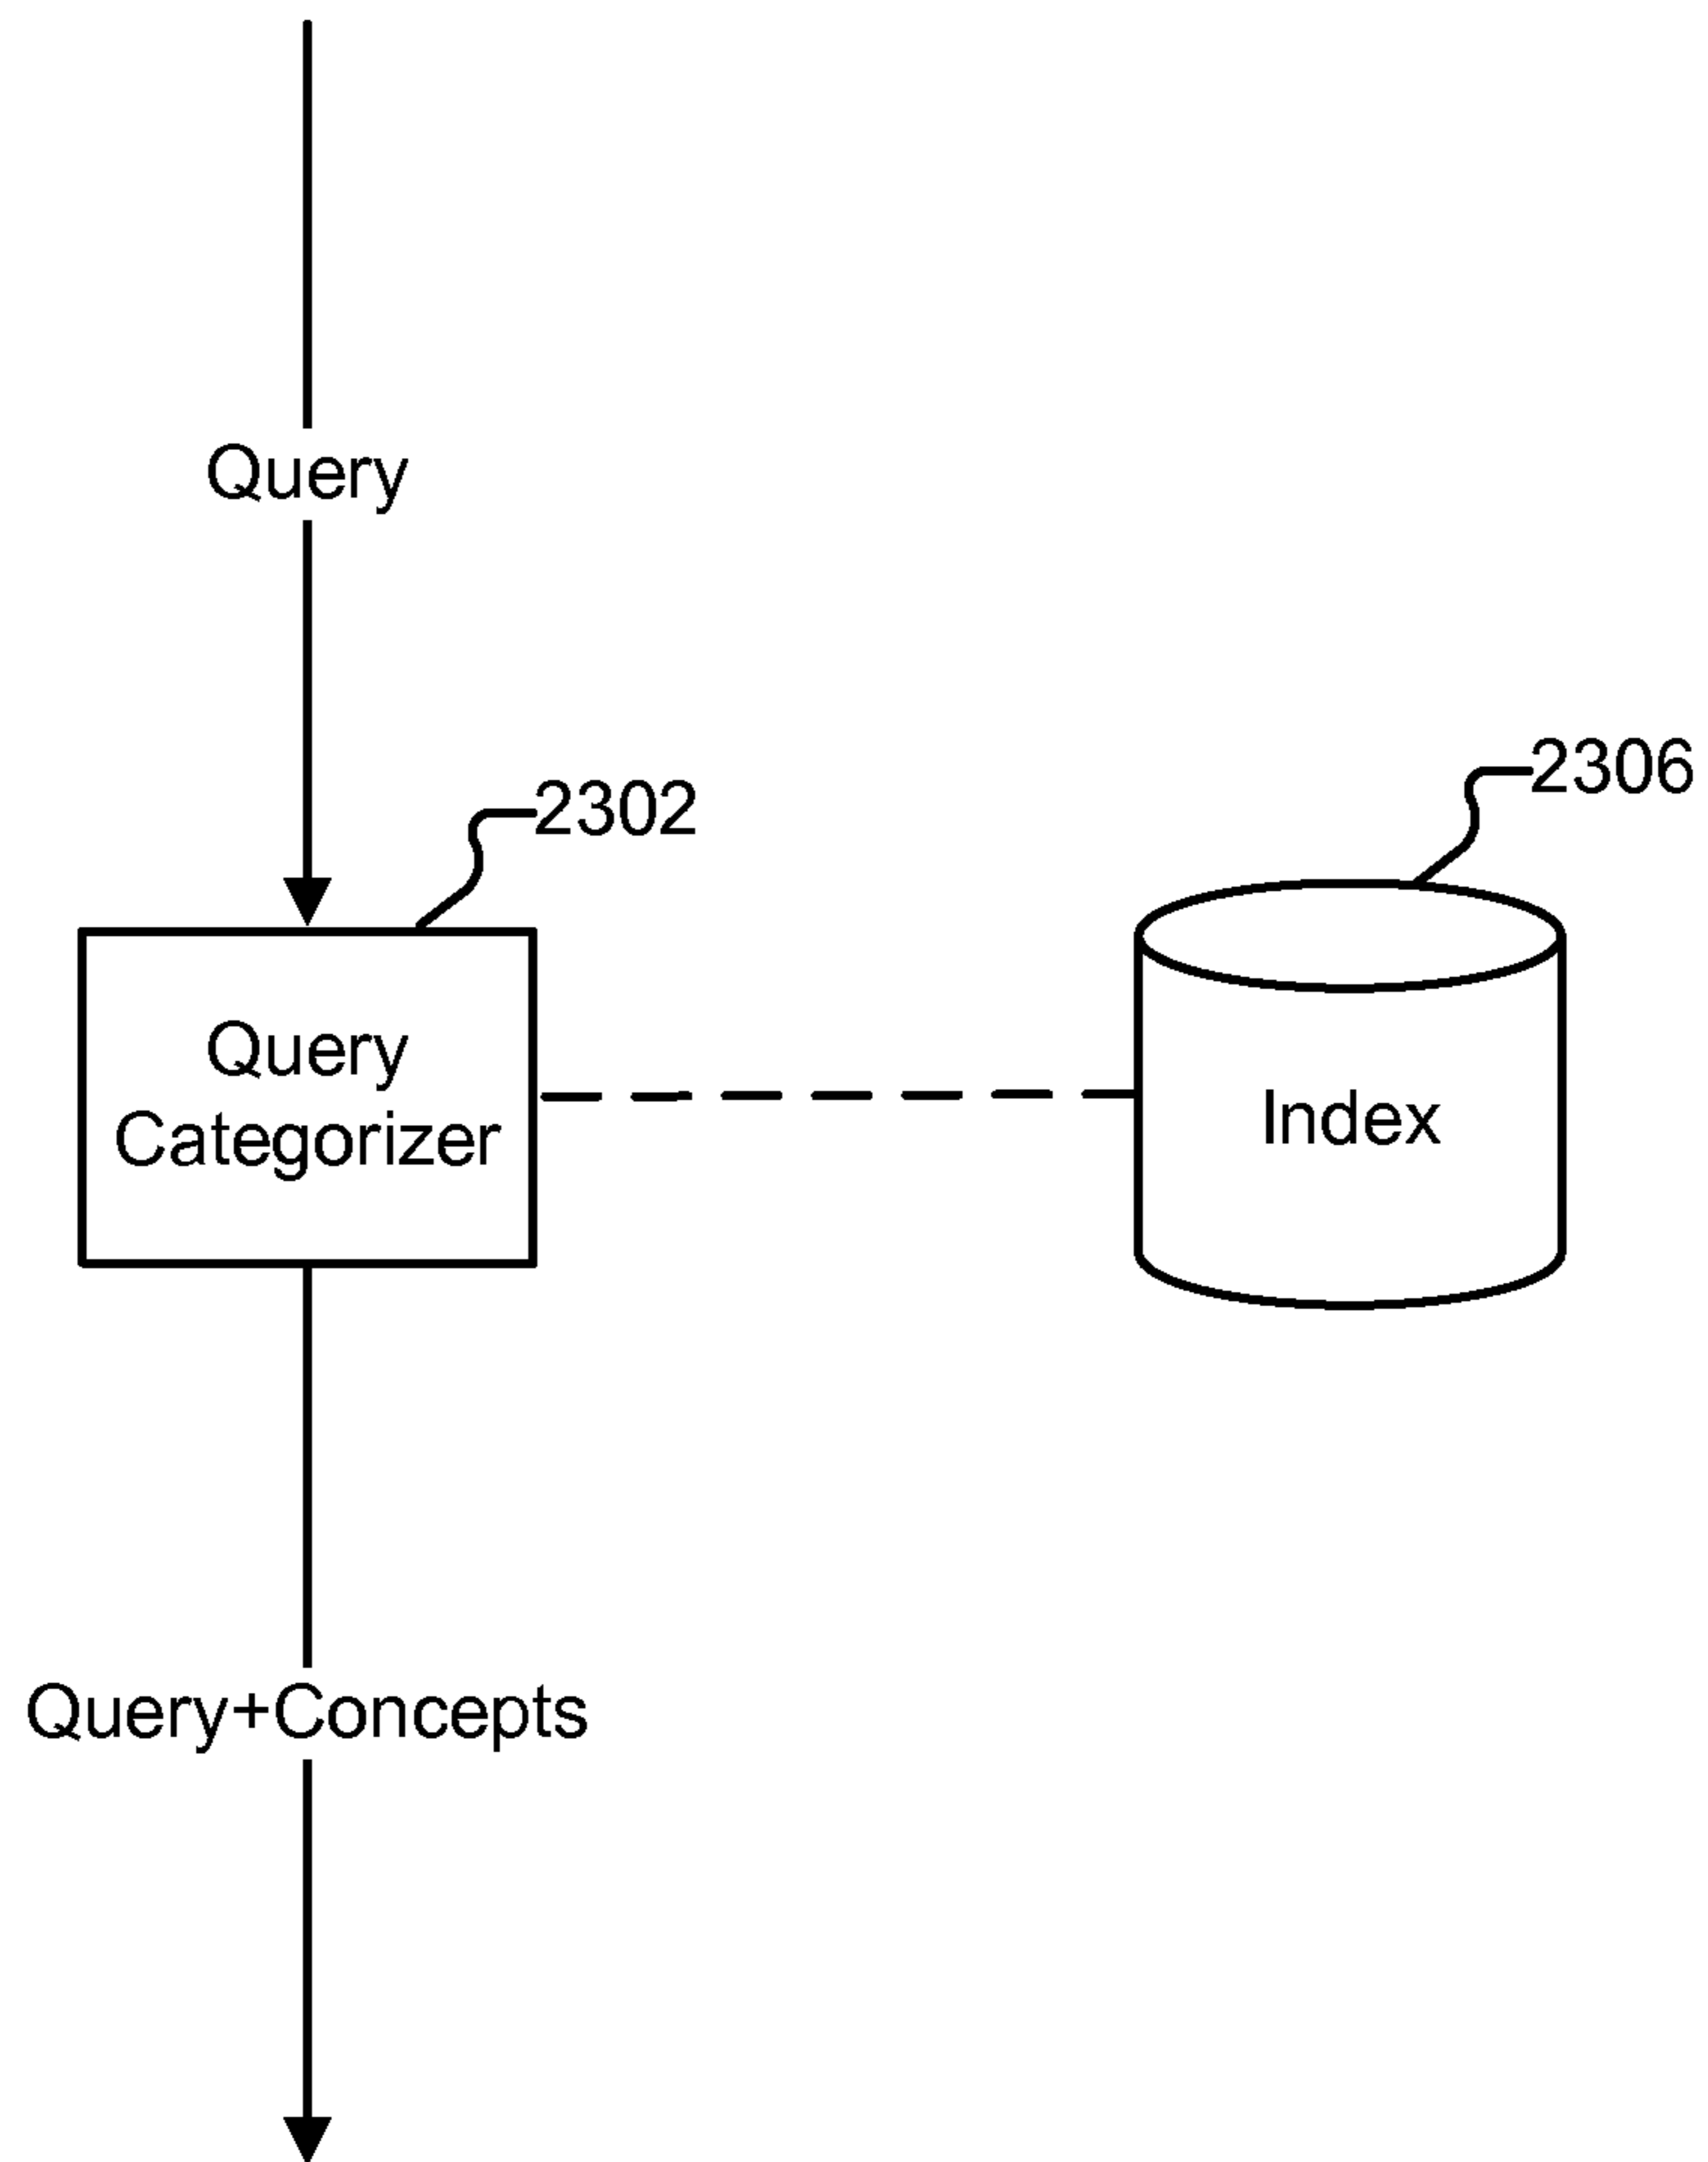 Query
2302
2306
Query
Categorizer
Index
Query+Concepts